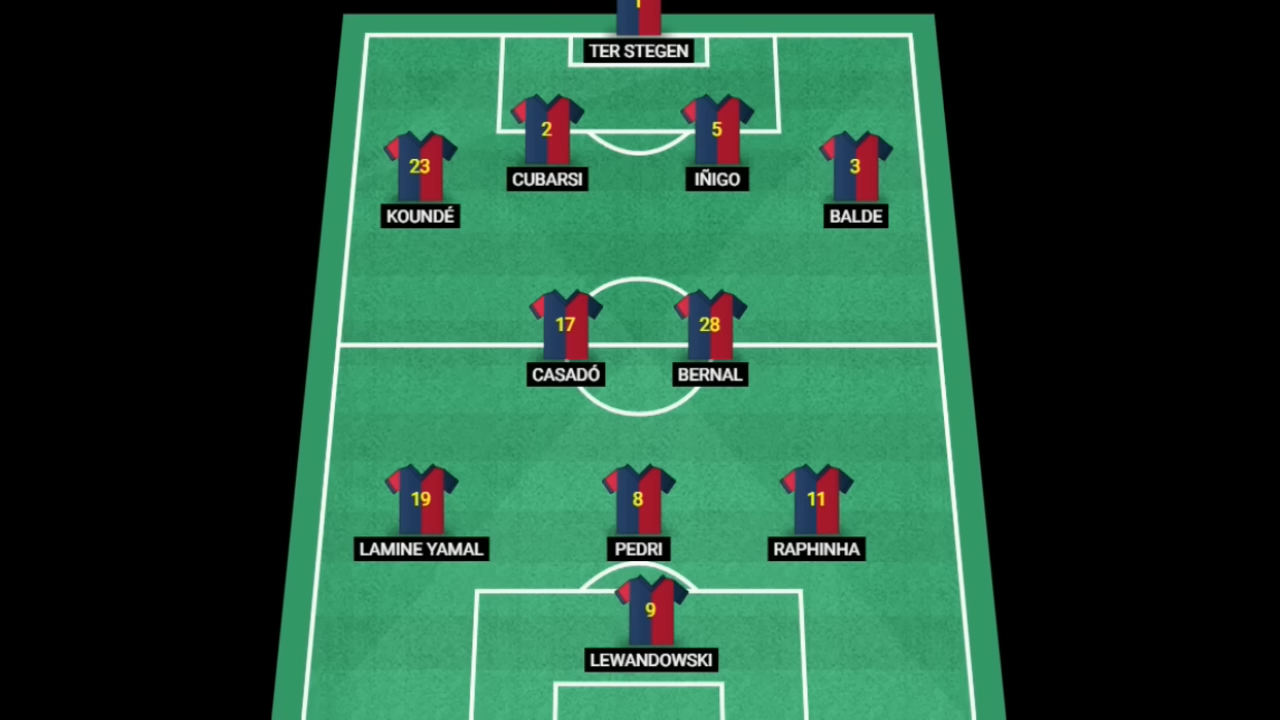 1
TER STEGEN
2
5
CUBARSI
IÑIGO
23
3
KOUNDÉ
BALDE
17
28
CASADÓ
BERNAL
19
8
11
LAMINE YAMAL
PEDRI
RAPHINHA
9
LEWANDOWSKI